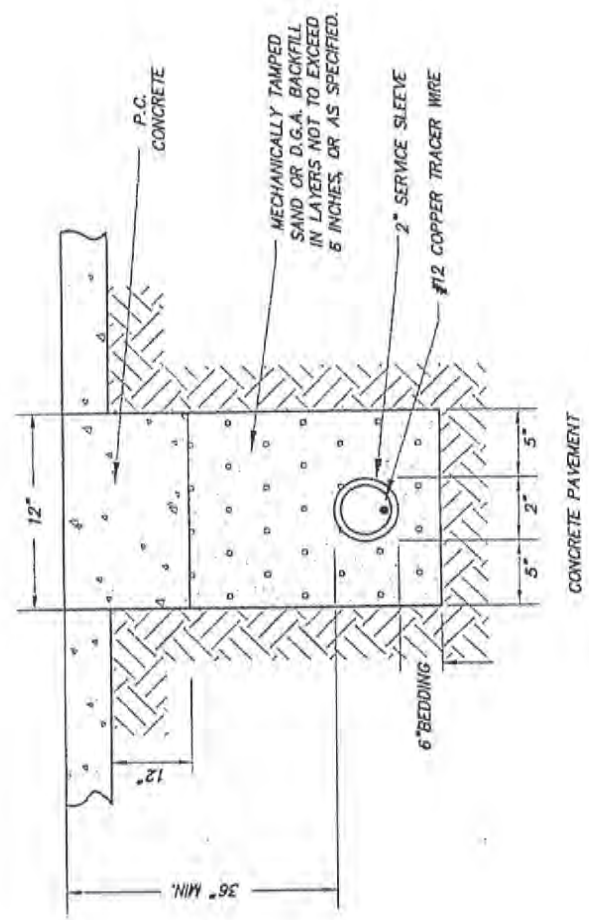 12"
P.C.
CONCRETE
MECHANICALLY TAMPED
SAND OR D.G.A. BACKFILL
IN LAYERS NOT TO EXCEED
6 INCHES, OR AS SPECIFIED.
2" SERVICE SLEEVE
#12 COPPER TRACER WIRE
12"
36" MIN.
6" BEDDING
5"
2"
5"
CONCRETE PAVEMENT